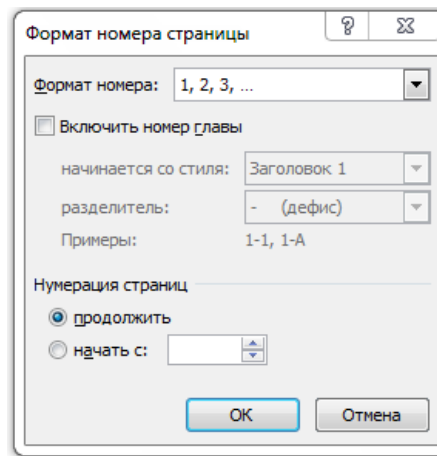 Формат номера страницы
Формат номера: 1, 2, 3, ...
Включить номер главы
начинается со стиля: Заголовок 1
разделитель: - (дефис)
Примеры: 1-1, 1-A
Нумерация страниц
продолжить
начать с:
OK Отмена